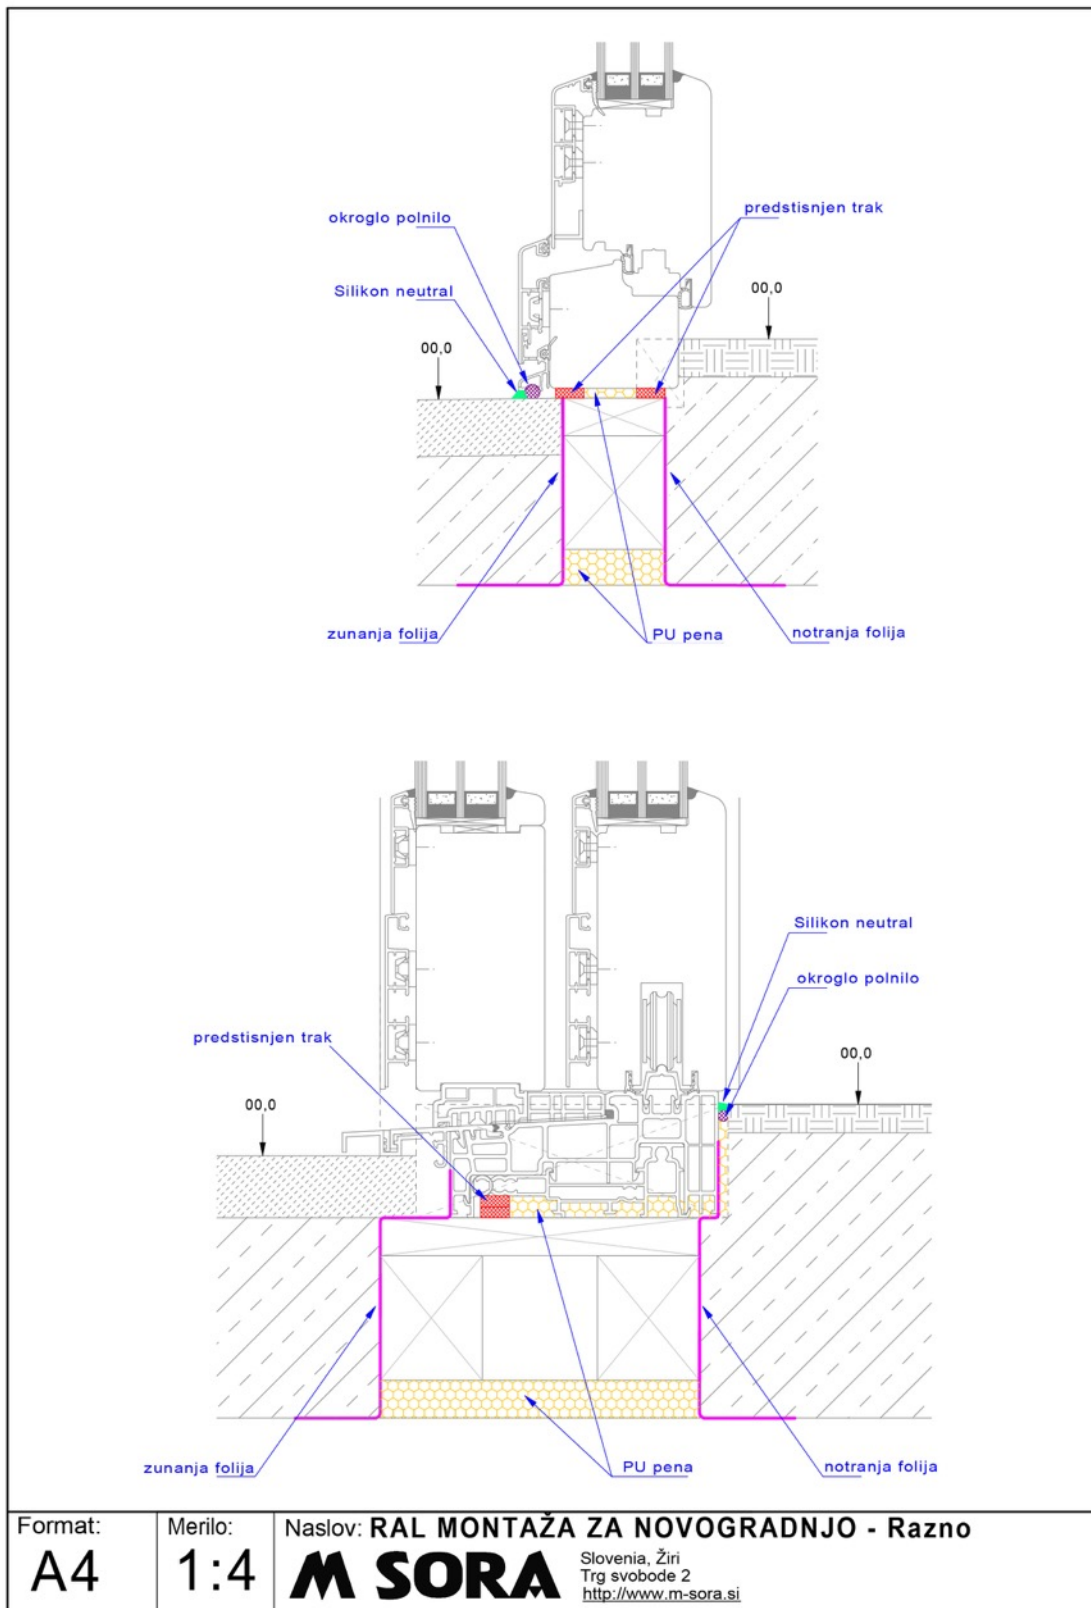 predstisnjen trak
okroglo polnilo
Silikon neutral
00,0
00,0
zunanja folija
PU pena
notranja folija
Silikon neutral
okroglo polnilo
predstisnjen trak
00,0
00,0
zunanja folija
PU pena
notranja folija
Format:
A4
Merilo:
1:4
Naslov: RAL MONTAŽA ZA NOVOGRADNJO - Razno
M SORA
Slovenia, Žiri
Trg svobode 2
http://www.m-sora.si